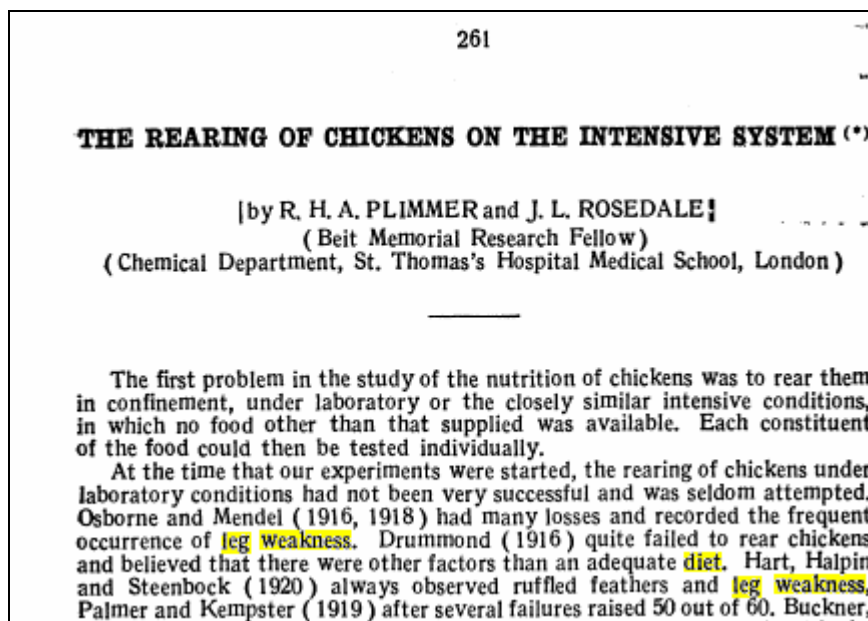 261
THE REARING OF CHICKENS ON THE INTENSIVE SYSTEM (*)
by R. H. A. PLIMMER and J. L. ROSEDALE
( Beit Memorial Research Fellow )
( Chemical Department, St. Thomas's Hospital Medical School, London )
The first problem in the study of the nutrition of chickens was to rear them
in confinement, under laboratory or the closely similar intensive conditions,
in which no food other than that supplied was available. Each constituent
of the food could then be tested individually.
At the time that our experiments were started, the rearing of chickens under
laboratory conditions had not been very successful and was seldom attempted.
Osborne and Mendel ( 1916, 1918 ) had many losses and recorded the frequent
occurrence of leg weakness. Drummond ( 1916 ) quite failed to rear chickens
and believed that there were other factors than an adequate diet. Hart, Halpin
and Steenbock ( 1920 ) always observed ruffled feathers and leg weakness,
Palmer and Kempster ( 1919 ) after several failures raised 50 out of 60. Buckner,